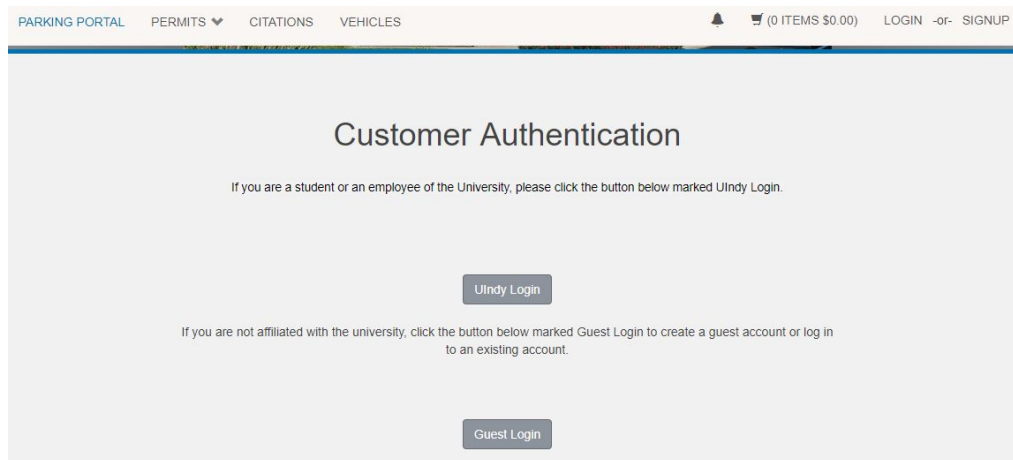 PARKING PORTAL PERMITS CITATIONS VEHICLES (0 ITEMS $0.00) LOGIN -or- SIGNUP
Customer Authentication
If you are a student or an employee of the University, please click the button below marked UIndy Login.
UIndy Login
If you are not affiliated with the university, click the button below marked Guest Login to create a guest account or log in
to an existing account.
Guest Login